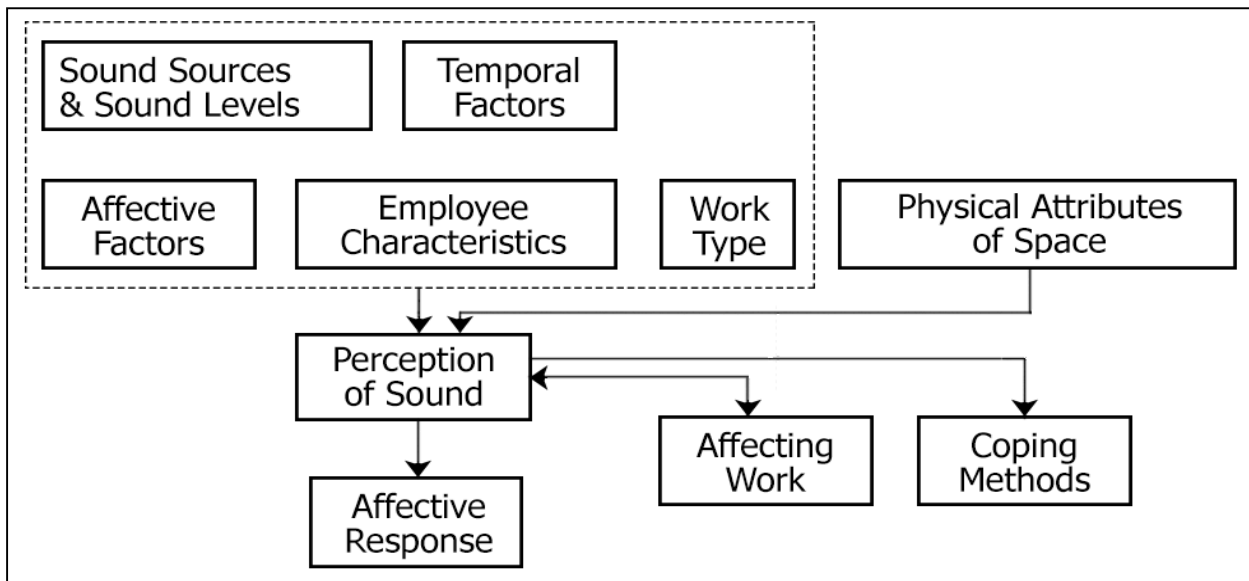 Sound Sources
& Sound Levels
Temporal
Factors
Affective
Factors
Employee
Characteristics
Work
Type
Physical Attributes
of Space
Perception
of Sound
Affecting
Work
Coping
Methods
Affective
Response